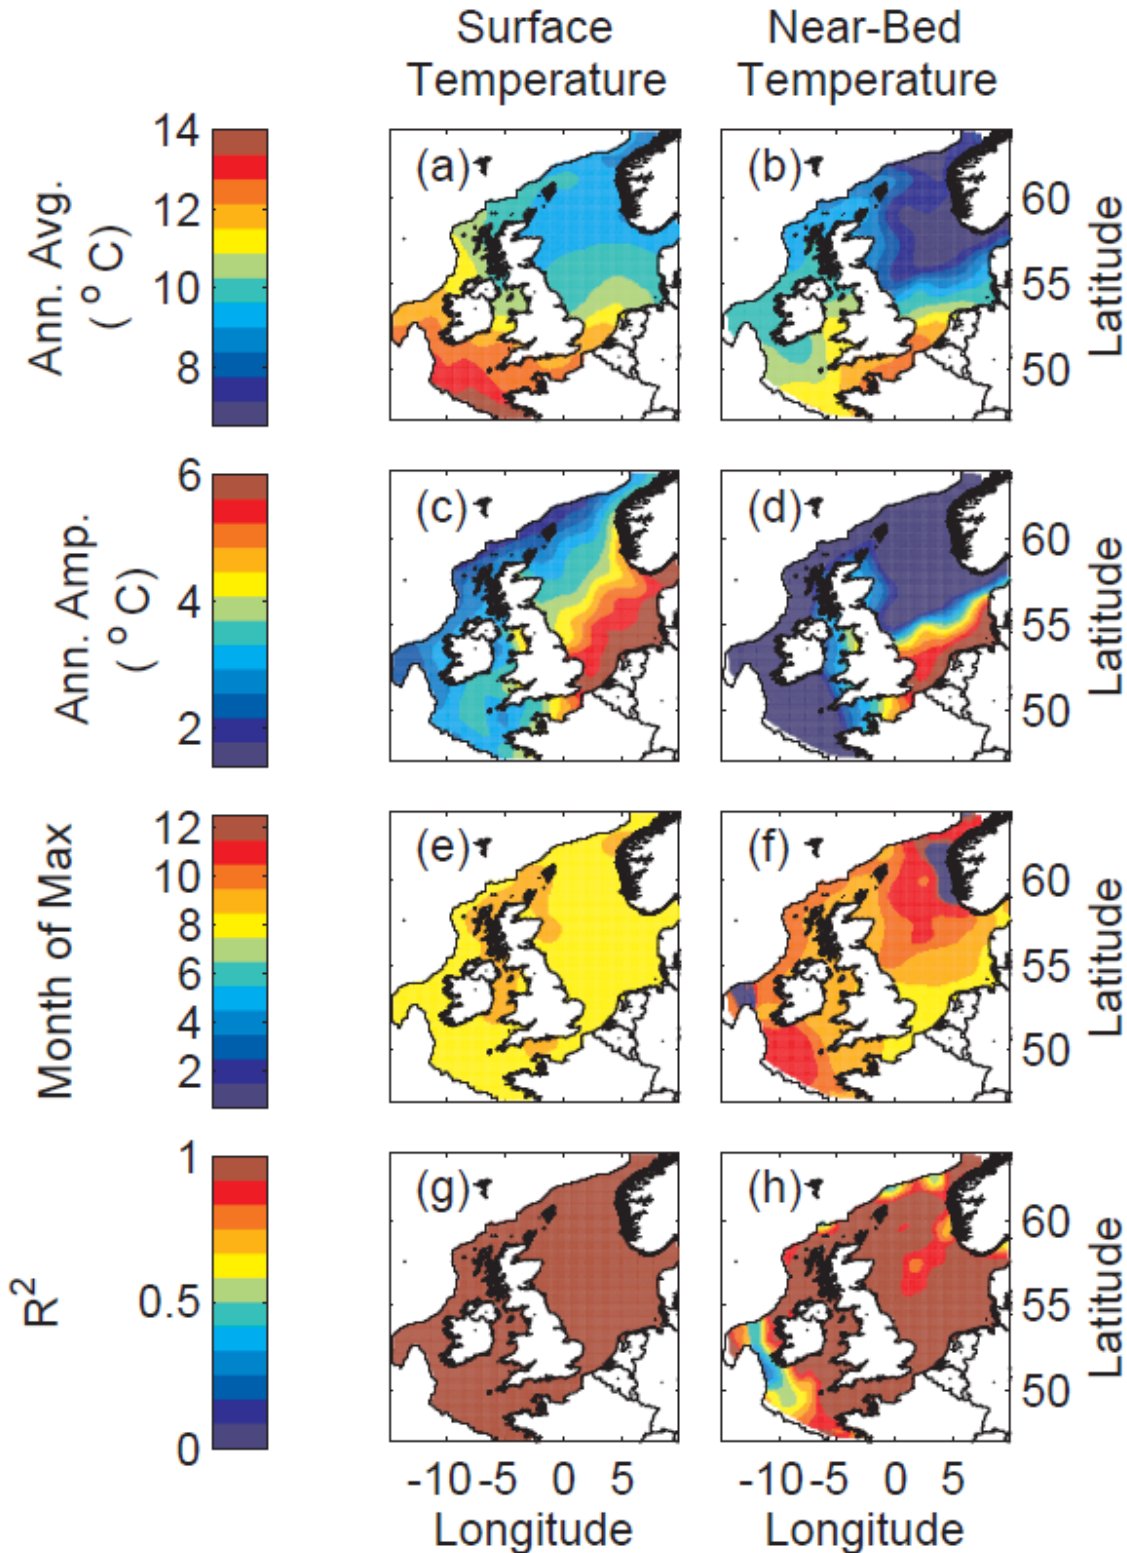 Surface Temperature
Near-Bed Temperature
Ann. Avg. (°C)
14
12
10
8
(a)
(b)
60
55
50
Latitude
Ann. Amp. (°C)
6
4
2
(c)
(d)
60
55
50
Latitude
Month of Max
12
10
8
6
4
2
(e)
(f)
60
55
50
Latitude
R²
1
0.5
0
(g)
(h)
60
55
50
Latitude
-10 -5 0 5
-10 -5 0 5
Longitude
Longitude